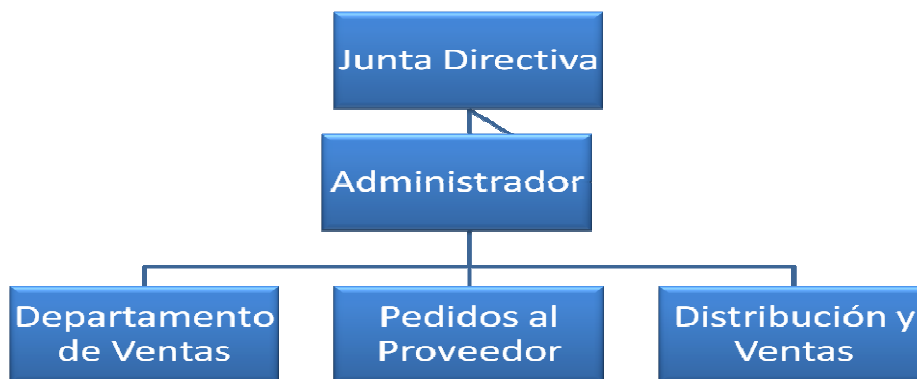 Junta Directiva
Administrador
Departamento
de Ventas
Pedidos al
Proveedor
Distribución y
Ventas